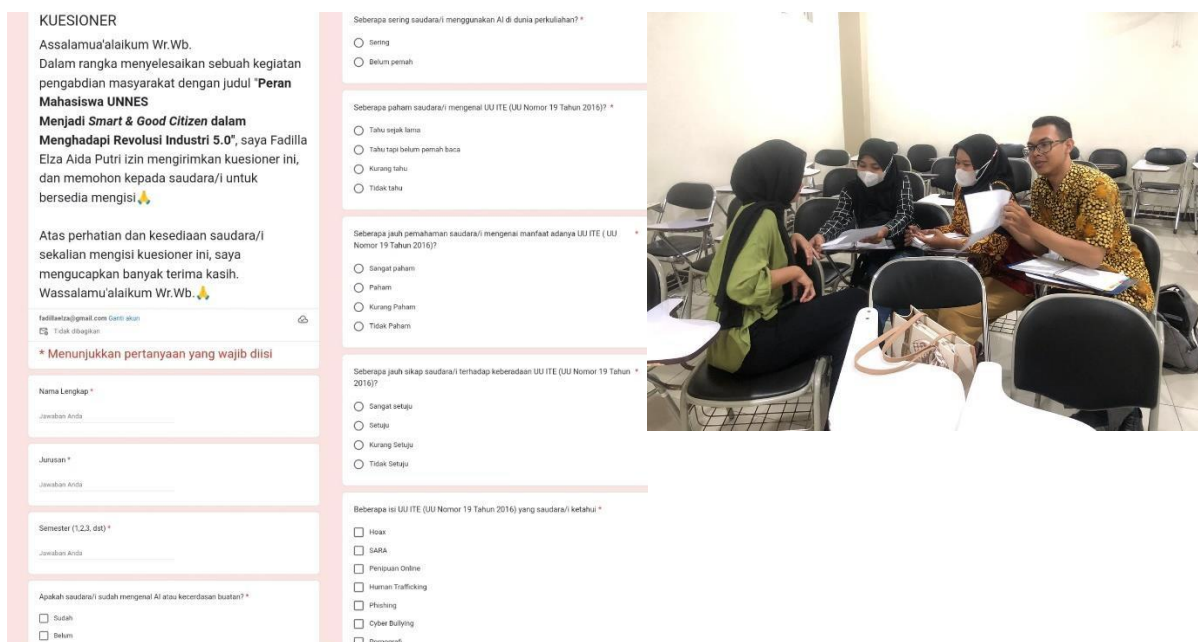 KUESIONER
Assalamua'alaikum Wr.Wb.
Dalam rangka menyelesaikan sebuah kegiatan
pengabdian masyarakat dengan judul "Peran
Mahasiswa UNNES
Menjadi Smart & Good Citizen dalam
Menghadapi Revolusi Industri 5.0", saya Fadilla
Elza Aida Putri izin mengirimkan kuesioner ini,
dan memohon kepada saudara/i untuk
bersedia mengisi🙏
Atas perhatian dan kesediaan saudara/i
sekalian mengisi kuesioner ini, saya
mengucapkan banyak terima kasih.
Wassalamu'alaikum Wr.Wb.🙏
fadillaelza@gmail.com Ganti akun
Tidak dibagikan
* Menunjukkan pertanyaan yang wajib diisi
Nama Lengkap *
Jawaban Anda
Jurusan *
Jawaban Anda
Semester (1,2,3, dst) *
Jawaban Anda
Apakah saudara/i sudah mengenal AI atau kecerdasan buatan? *
Sudah
Belum
Seberapa sering saudara/i menggunakan AI di dunia perkuliahan? *
Sering
Belum pernah
Seberapa paham saudara/i mengenal UU ITE (UU Nomor 19 Tahun 2016)? *
Tahu sejak lama
Tahu tapi belum pernah baca
Kurang tahu
Tidak tahu
Seberapa jauh pemahaman saudara/i mengenai manfaat adanya UU ITE ( UU *
Nomor 19 Tahun 2016)?
Sangat paham
Paham
Kurang Paham
Tidak Paham
Seberapa jauh sikap saudara/i terhadap keberadaan UU ITE (UU Nomor 19 Tahun *
2016)?
Sangat setuju
Setuju
Kurang Setuju
Tidak Setuju
Beberapa isi UU ITE (UU Nomor 19 Tahun 2016) yang saudara/i ketahui *
Hoax
SARA
Penipuan Online
Human Trafficking
Phishing
Cyber Bullying